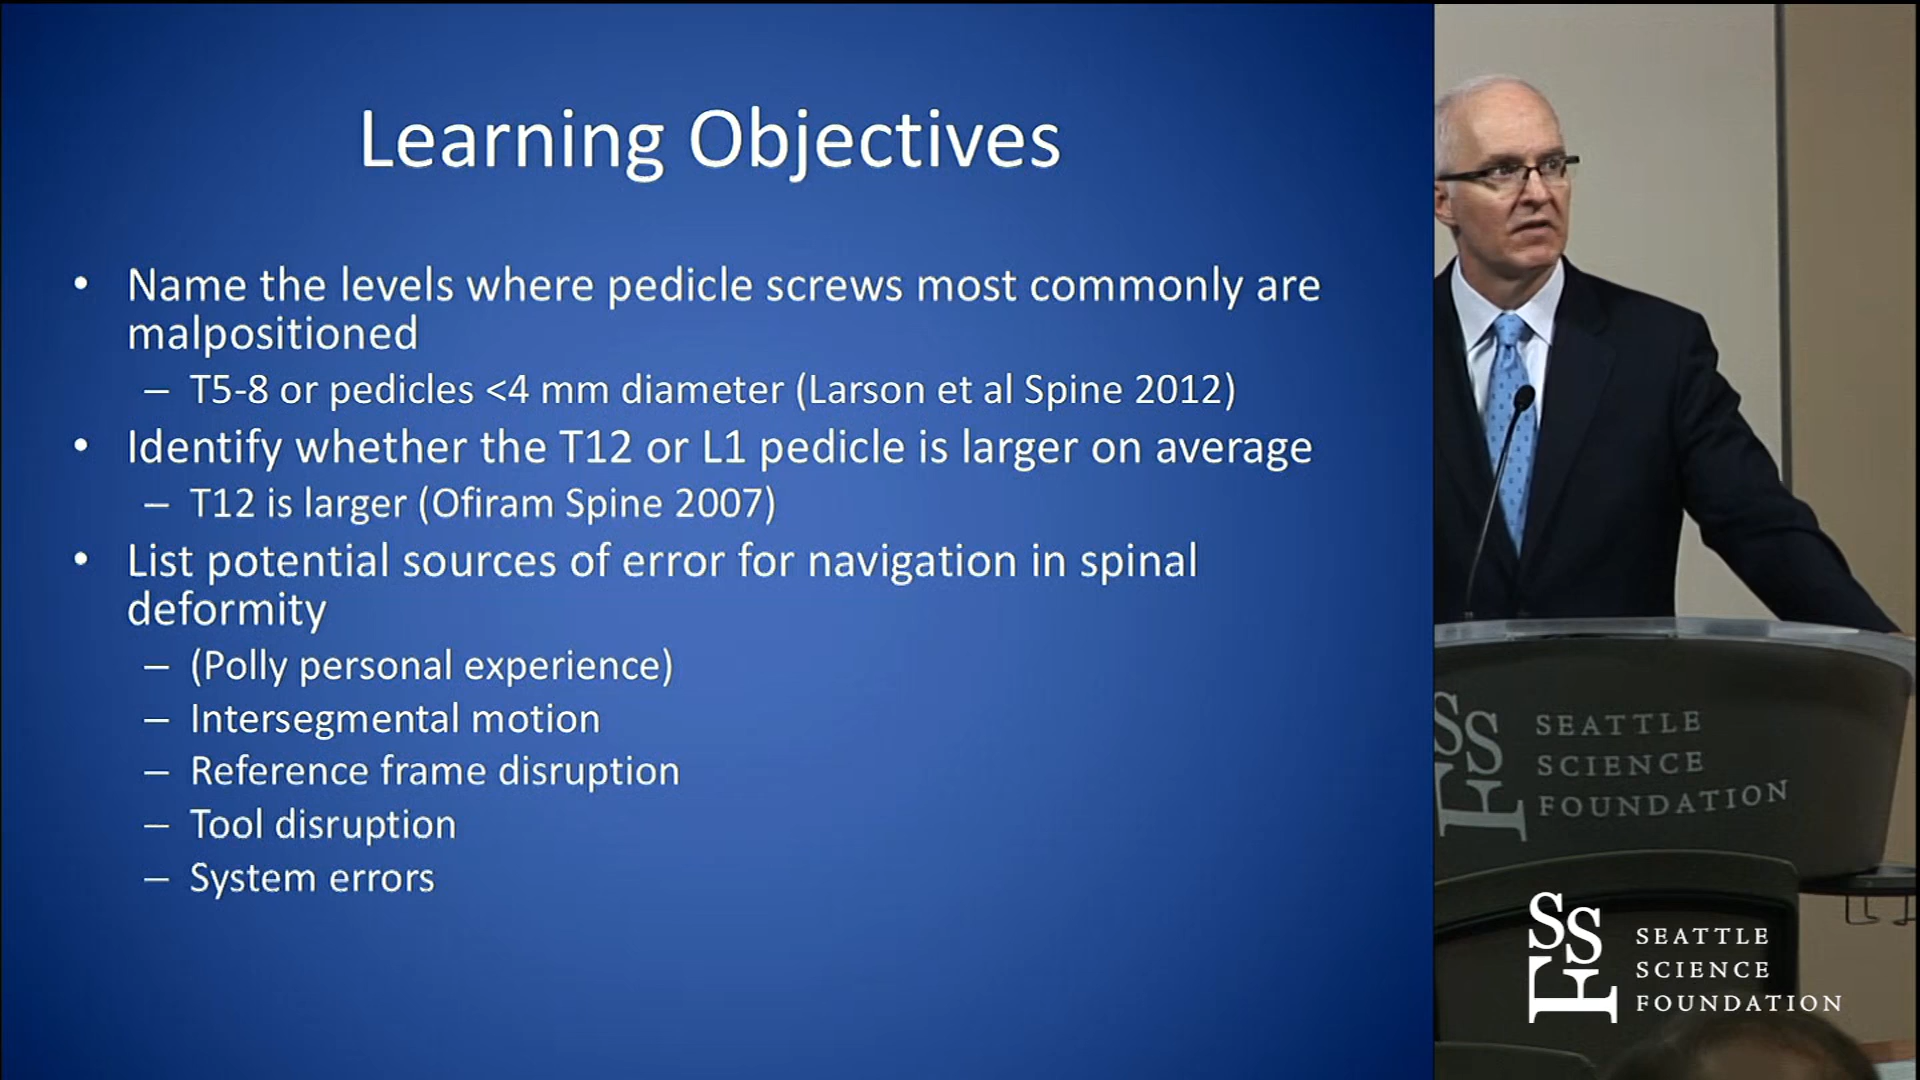 Learning Objectives
• Name the levels where pedicle screws most commonly are
malpositioned
– T5-8 or pedicles <4 mm diameter (Larson et al Spine 2012)
• Identify whether the T12 or L1 pedicle is larger on average
– T12 is larger (Ofiram Spine 2007)
• List potential sources of error for navigation in spinal
deformity
– (Polly personal experience)
– Intersegmental motion
– Reference frame disruption
– Tool disruption
– System errors
SSF
SEATTLE
SCIENCE
FOUNDATION
SSF
SEATTLE
SCIENCE
FOUNDATION